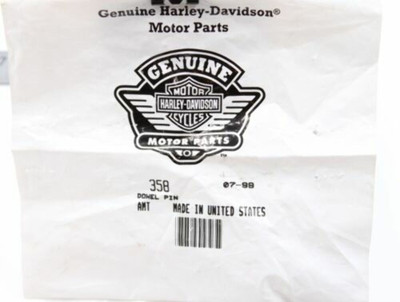 Genuine Harley-Davidson®
Motor Parts
GENUINE
MOTOR
HARLEY-DAVIDSON
CYCLES
MOTOR PARTS
™
358 07-99
DOWEL PIN
AMT MADE IN UNITED STATES